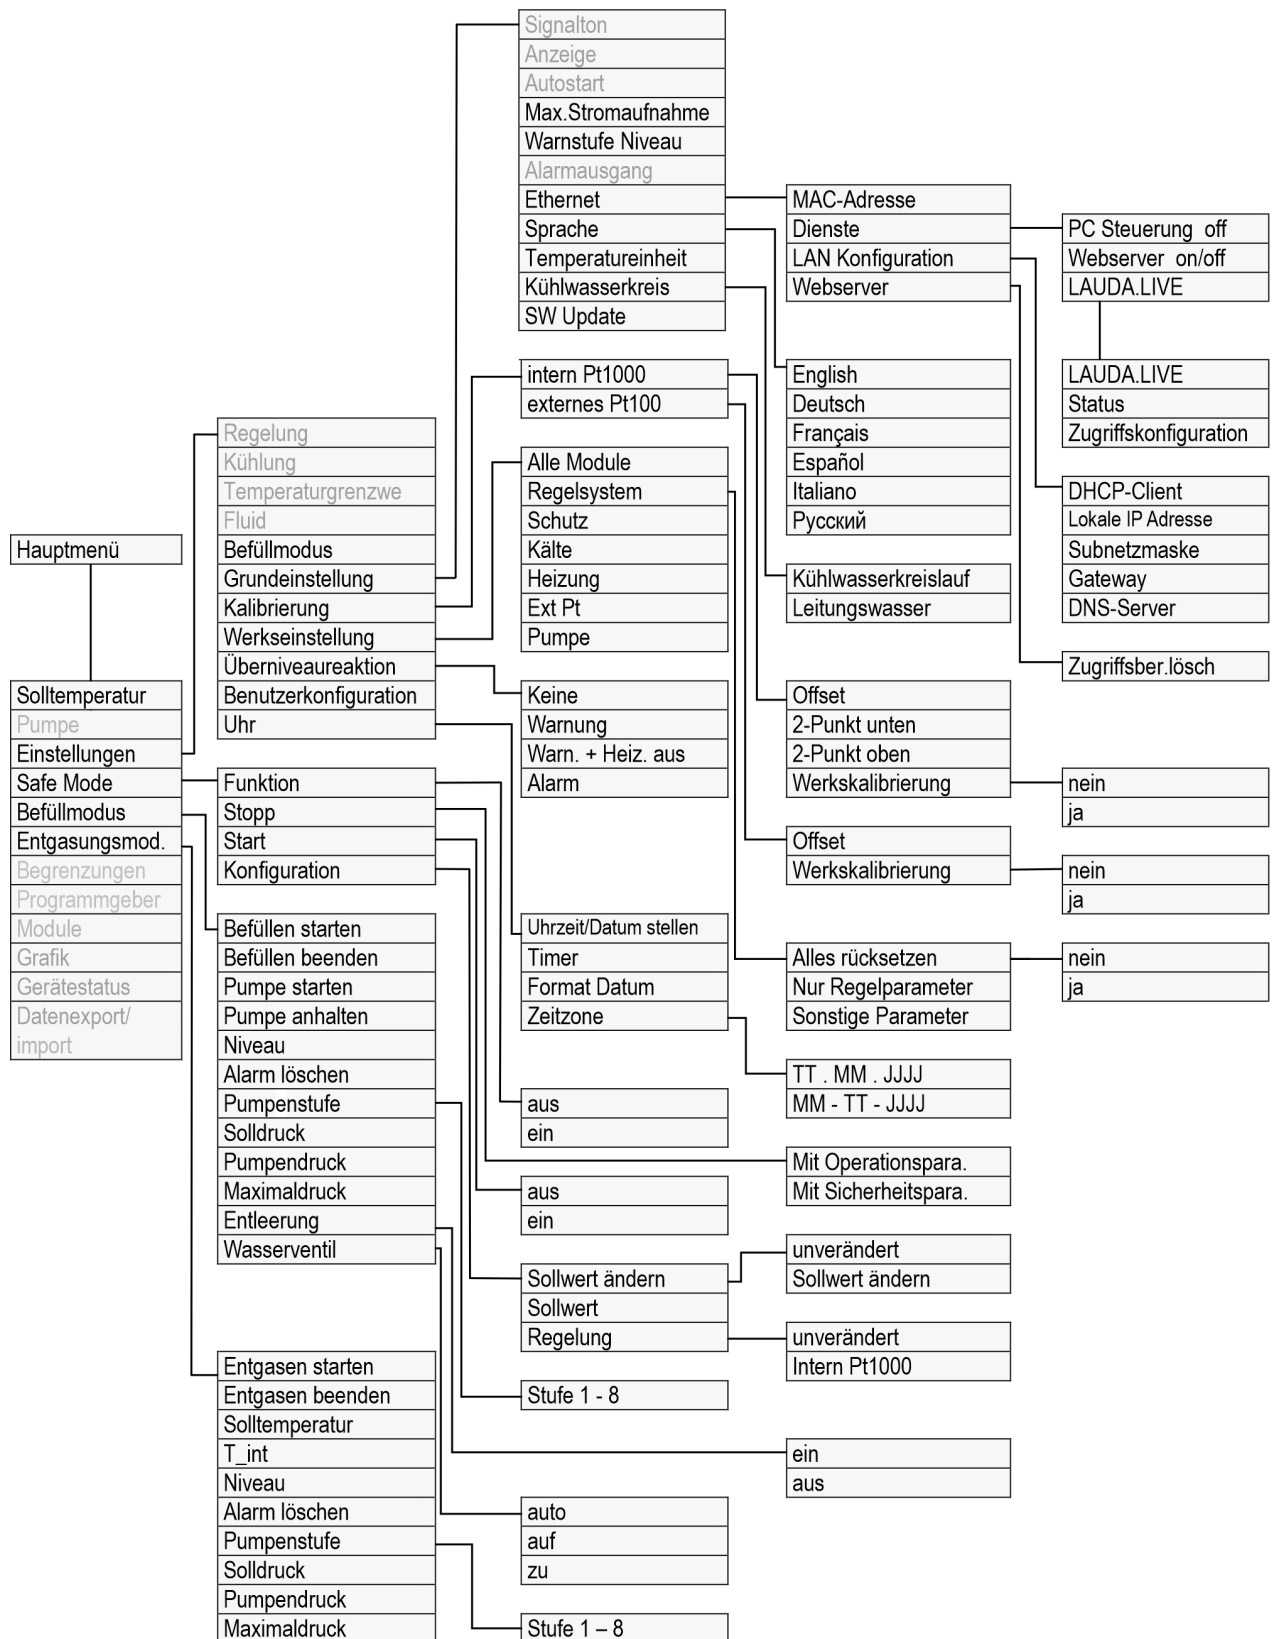 Hauptmenü
Solltemperatur
Pumpe
Einstellungen
Safe Mode
Befüllmodus
Entgasungsmod.
Begrenzungen
Programmgeber
Module
Grafik
Gerätestatus
Datenexport/
import
Regelung
Kühlung
Temperaturgrenzwe
Fluid
Befüllmodus
Grundeinstellung
Kalibrierung
Werkseinstellung
Überniveaureaktion
Benutzerkonfiguration
Uhr
Funktion
Stopp
Start
Konfiguration
Befüllen starten
Befüllen beenden
Pumpe starten
Pumpe anhalten
Niveau
Alarm löschen
Pumpenstufe
Solldruck
Pumpendruck
Maximaldruck
Entleerung
Wasserventil
Entgasen starten
Entgasen beenden
Solltemperatur
T_int
Niveau
Alarm löschen
Pumpenstufe
Solldruck
Pumpendruck
Maximaldruck
Signalton
Anzeige
Autostart
Max.Stromaufnahme
Warnstufe Niveau
Alarmausgang
Ethernet
Sprache
Temperatureinheit
Kühlwasserkreis
SW Update
intern Pt1000
externes Pt100
Alle Module
Regelsystem
Schutz
Kälte
Heizung
Ext Pt
Pumpe
Keine
Warnung
Warn. + Heiz. aus
Alarm
Uhrzeit/Datum stellen
Timer
Format Datum
Zeitzone
aus
ein
aus
ein
Sollwert ändern
Sollwert
Regelung
Stufe 1 - 8
auto
auf
zu
Stufe 1 – 8
MAC-Adresse
Dienste
LAN Konfiguration
Webserver
English
Deutsch
Français
Español
Italiano
Русский
Kühlwasserkreislauf
Leitungswasser
Offset
2-Punkt unten
2-Punkt oben
Werkskalibrierung
Offset
Werkskalibrierung
Alles rücksetzen
Nur Regelparameter
Sonstige Parameter
TT . MM . JJJJ
MM - TT - JJJJ
Mit Operationspara.
Mit Sicherheitspara.
unverändert
Sollwert ändern
unverändert
Intern Pt1000
ein
aus
PC Steuerung off
Webserver on/off
LAUDA.LIVE
LAUDA.LIVE
Status
Zugriffskonfiguration
DHCP-Client
Lokale IP Adresse
Subnetzmaske
Gateway
DNS-Server
Zugriffsber.lösch
nein
ja
nein
ja
nein
ja